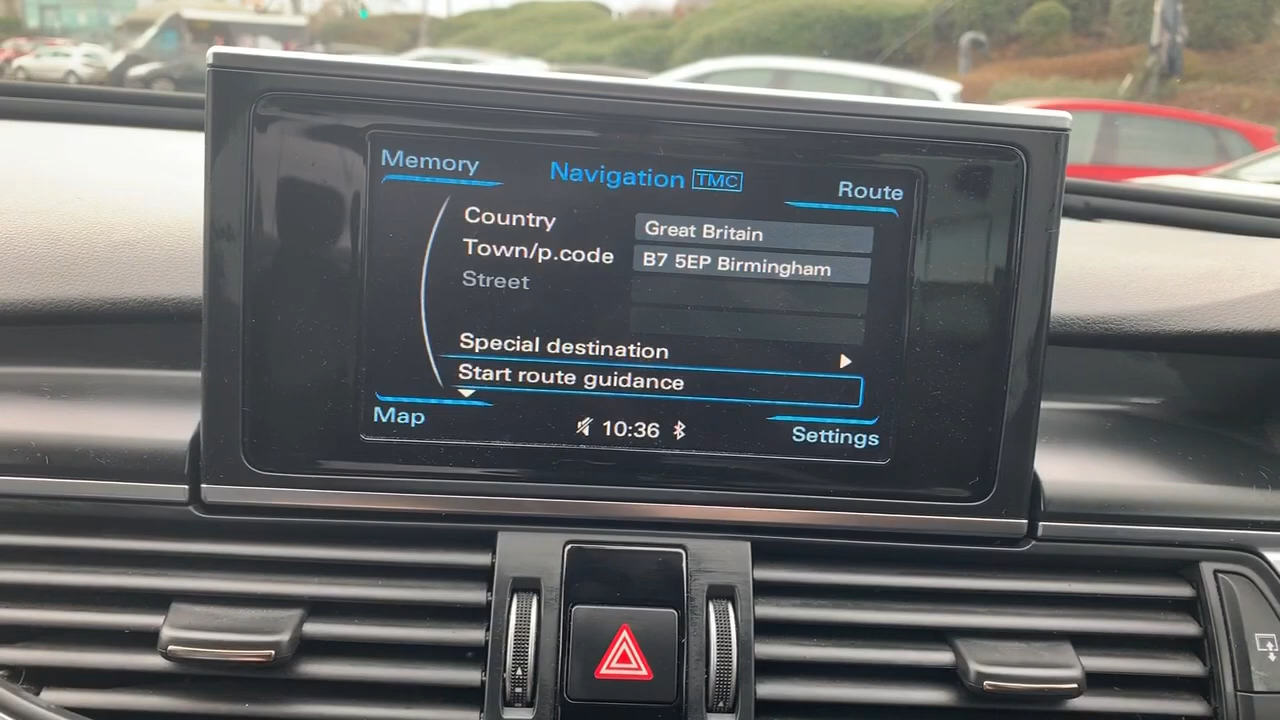 Memory
Navigation TMC
Route
Country Great Britain
Town/p.code B7 5EP Birmingham
Street
Special destination
Start route guidance
Map
10:36
Settings